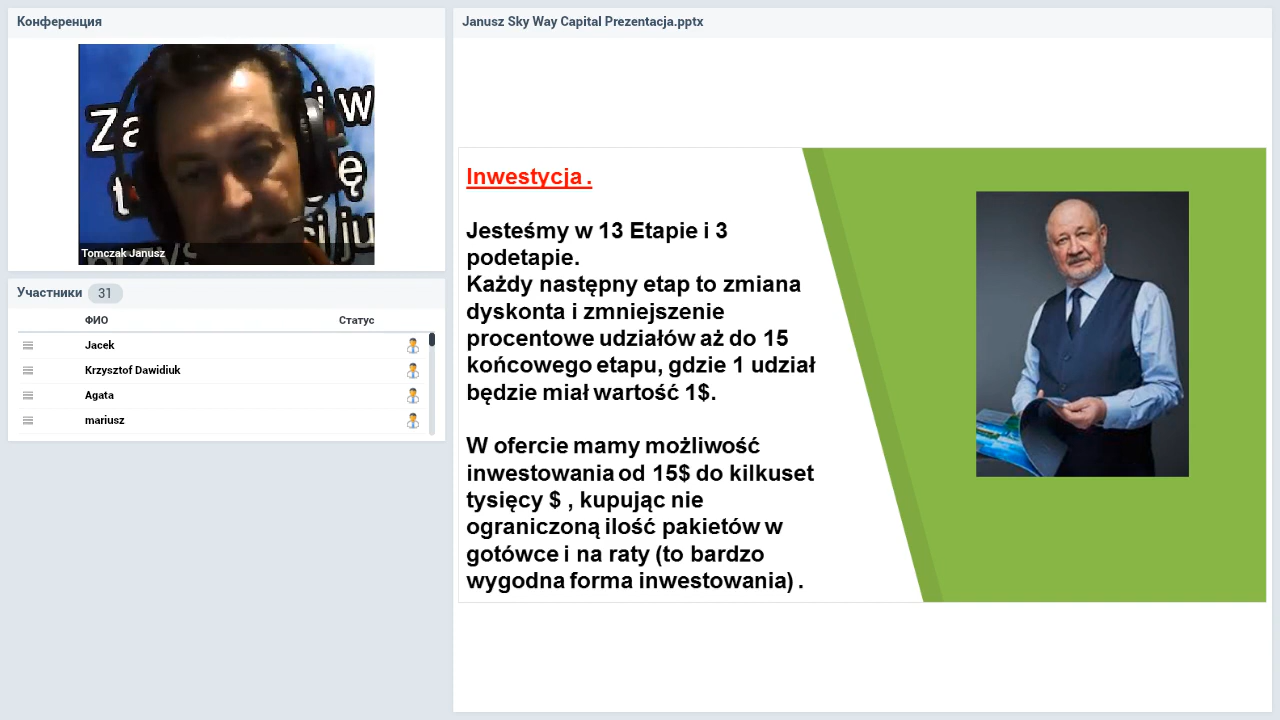 Конференция
Za
i w
t
ę
i ju
Tomczak Janusz
Участники 31
ФИО Статус
Jacek
Krzysztof Dawidiuk
Agata
mariusz
Janusz Sky Way Capital Prezentacja.pptx
Inwestycja .
Jesteśmy w 13 Etapie i 3
podetapie.
Każdy następny etap to zmiana
dyskonta i zmniejszenie
procentowe udziałów aż do 15
końcowego etapu, gdzie 1 udział
będzie miał wartość 1$.
W ofercie mamy możliwość
inwestowania od 15$ do kilkuset
tysięcy $ , kupując nie
ograniczoną ilość pakietów w
gotówce i na raty (to bardzo
wygodna forma inwestowania) .